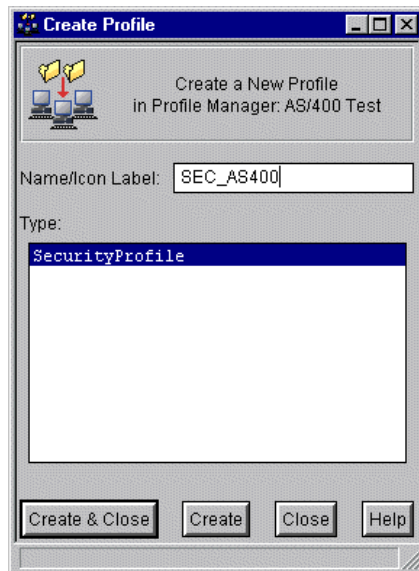 Create Profile
Create a New Profile
in Profile Manager: AS/400 Test
Name/Icon Label: SEC_AS400
Type:
SecurityProfile
Create & Close Create Close Help